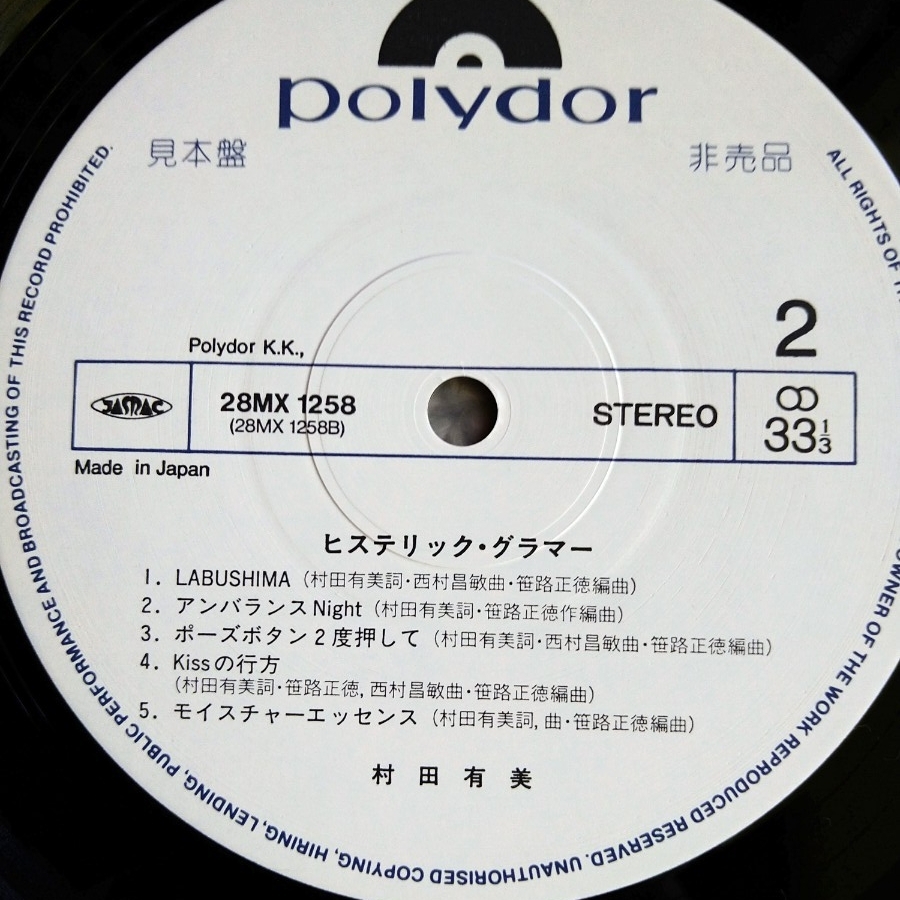 polydor
見本盤
非売品
2
Polydor K.K.,
JASRAC
28MX 1258
(28MX 1258B)
STEREO
33 1/3
Made in Japan
ヒステリック・グラマー
1. LABUSHIMA（村田有美詞・西村昌敏曲・笹路正徳編曲）
2. アンバランスNight（村田有美詞・笹路正徳作編曲）
3. ポーズボタン2度押して（村田有美詞・西村昌敏曲・笹路正徳編曲）
4. Kissの行方
（村田有美詞・笹路正徳, 西村昌敏曲・笹路正徳編曲）
5. モイスチャーエッセンス（村田有美詞, 曲・笹路正徳編曲）
村田有美
ALL RIGHTS OF
OWNER OF THE WORK REPRODUCED RESERVED. UNAUTHORISED COPYING, HIRING, LENDING, PUBLIC PERFORMANCE AND BROADCASTING OF THIS RECORD PROHIBITED.